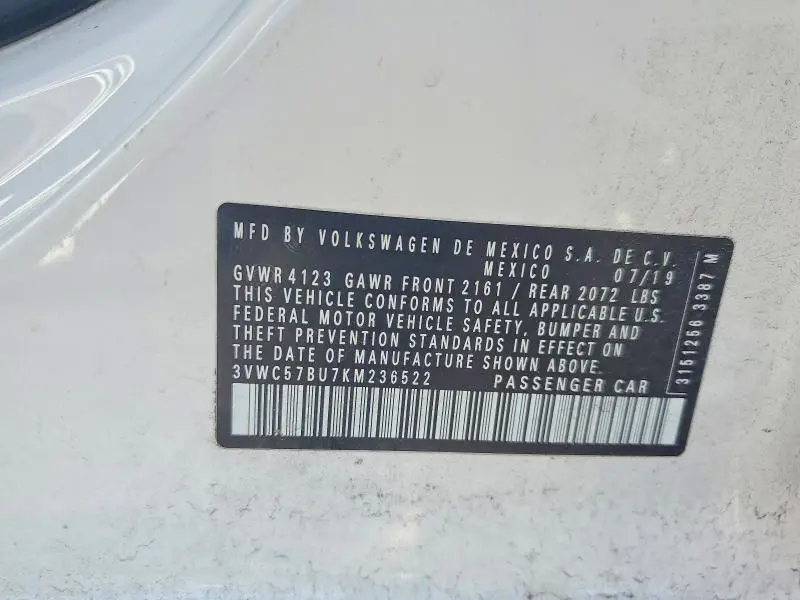 MFD BY VOLKSWAGEN DE MEXICO S.A. DE C.V.
MEXICO 07/19
GVWR 4123 GAWR FRONT 2161 / REAR 2072 LBS
THIS VEHICLE CONFORMS TO ALL APPLICABLE U.S.
FEDERAL MOTOR VEHICLE SAFETY, BUMPER AND
THEFT PREVENTION STANDARDS IN EFFECT ON
THE DATE OF MANUFACTURE SHOWN ABOVE.
3VWC57BU7KM236522 PASSENGER CAR
3151256 3387 M